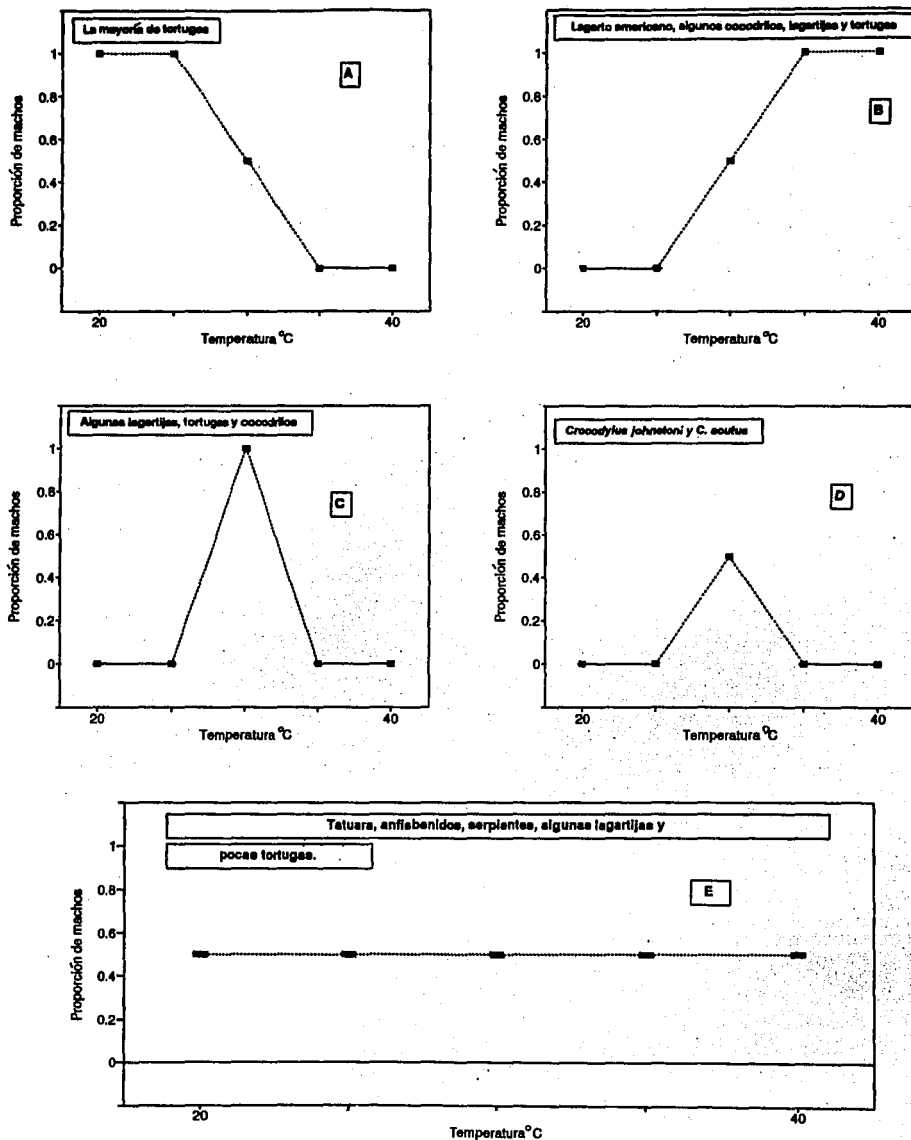 La mayoría de tortugas
A
Proporción de machos
1
0.8
0.6
0.4
0.2
0
20
40
Temperatura °C
Lagarto americano, algunos cocodrilos, lagartijas y tortugas
B
Proporción de machos
1
0.8
0.6
0.4
0.2
0
20
40
Temperatura °C
Algunas lagartijas, tortugas y cocodrilos
C
Proporción de machos
1
0.8
0.6
0.4
0.2
0
20
40
Temperatura °C
Crocodylus johnstoni y C. acutus
D
Proporción de machos
1
0.8
0.6
0.4
0.2
0
20
40
Temperatura °C
Tatuara, anfisbenidos, serpientes, algunas lagartijas y
pocas tortugas.
E
Proporción de machos
1
0.8
0.6
0.4
0.2
0
20
40
Temperatura °C